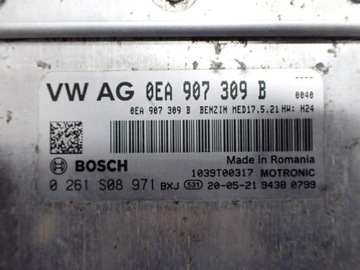 VW AG 0EA 907 309 B 0040
0EA 907 309 B BENZIN MED17.5.21 HW: H24
BOSCH
Made in Romania
1039T00317 MOTRONIC
0 261 S08 971 BXJ 531 20-05-21 9438 0799